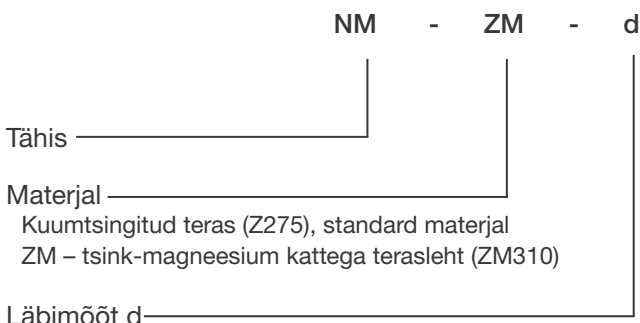 NM - ZM - d
Tähis
Materjal
Kuumtsingitud teras (Z275), standard materjal
ZM – tsink-magneesium kattega terasleht (ZM310)
Läbimõõt d